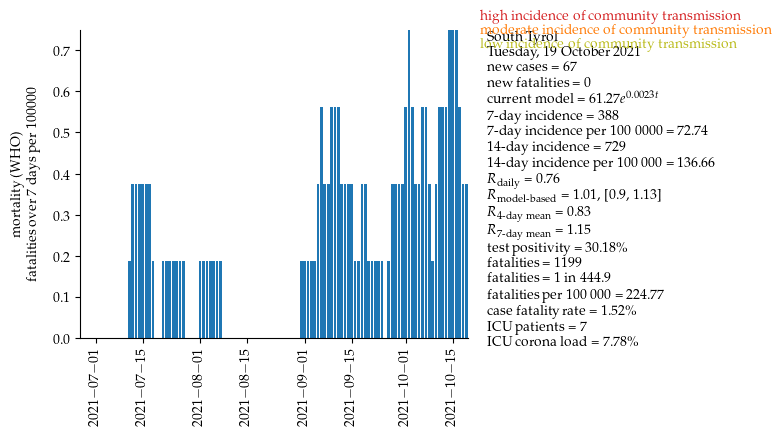 high incidence of community transmission
moderate incidence of community transmission
low incidence of community transmission
South Tyrol
Tuesday, 19 October 2021
new cases = 67
new fatalities = 0
current model = 61.27e^0.0023t
7-day incidence = 388
7-day incidence per 100 0000 = 72.74
14-day incidence = 729
14-day incidence per 100 000 = 136.66
R_daily = 0.76
R_model-based = 1.01, [0.9, 1.13]
R_4-day mean = 0.83
R_7-day mean = 1.15
test positivity = 30.18%
fatalities = 1199
fatalities = 1 in 444.9
fatalities per 100 000 = 224.77
case fatality rate = 1.52%
ICU patients = 7
ICU corona load = 7.78%
mortality (WHO)
fatalities over 7 days per 100000
0.7
0.6
0.5
0.4
0.3
0.2
0.1
0.0
2021−07−01
2021−07−15
2021−08−01
2021−08−15
2021−09−01
2021−09−15
2021−10−01
2021−10−15